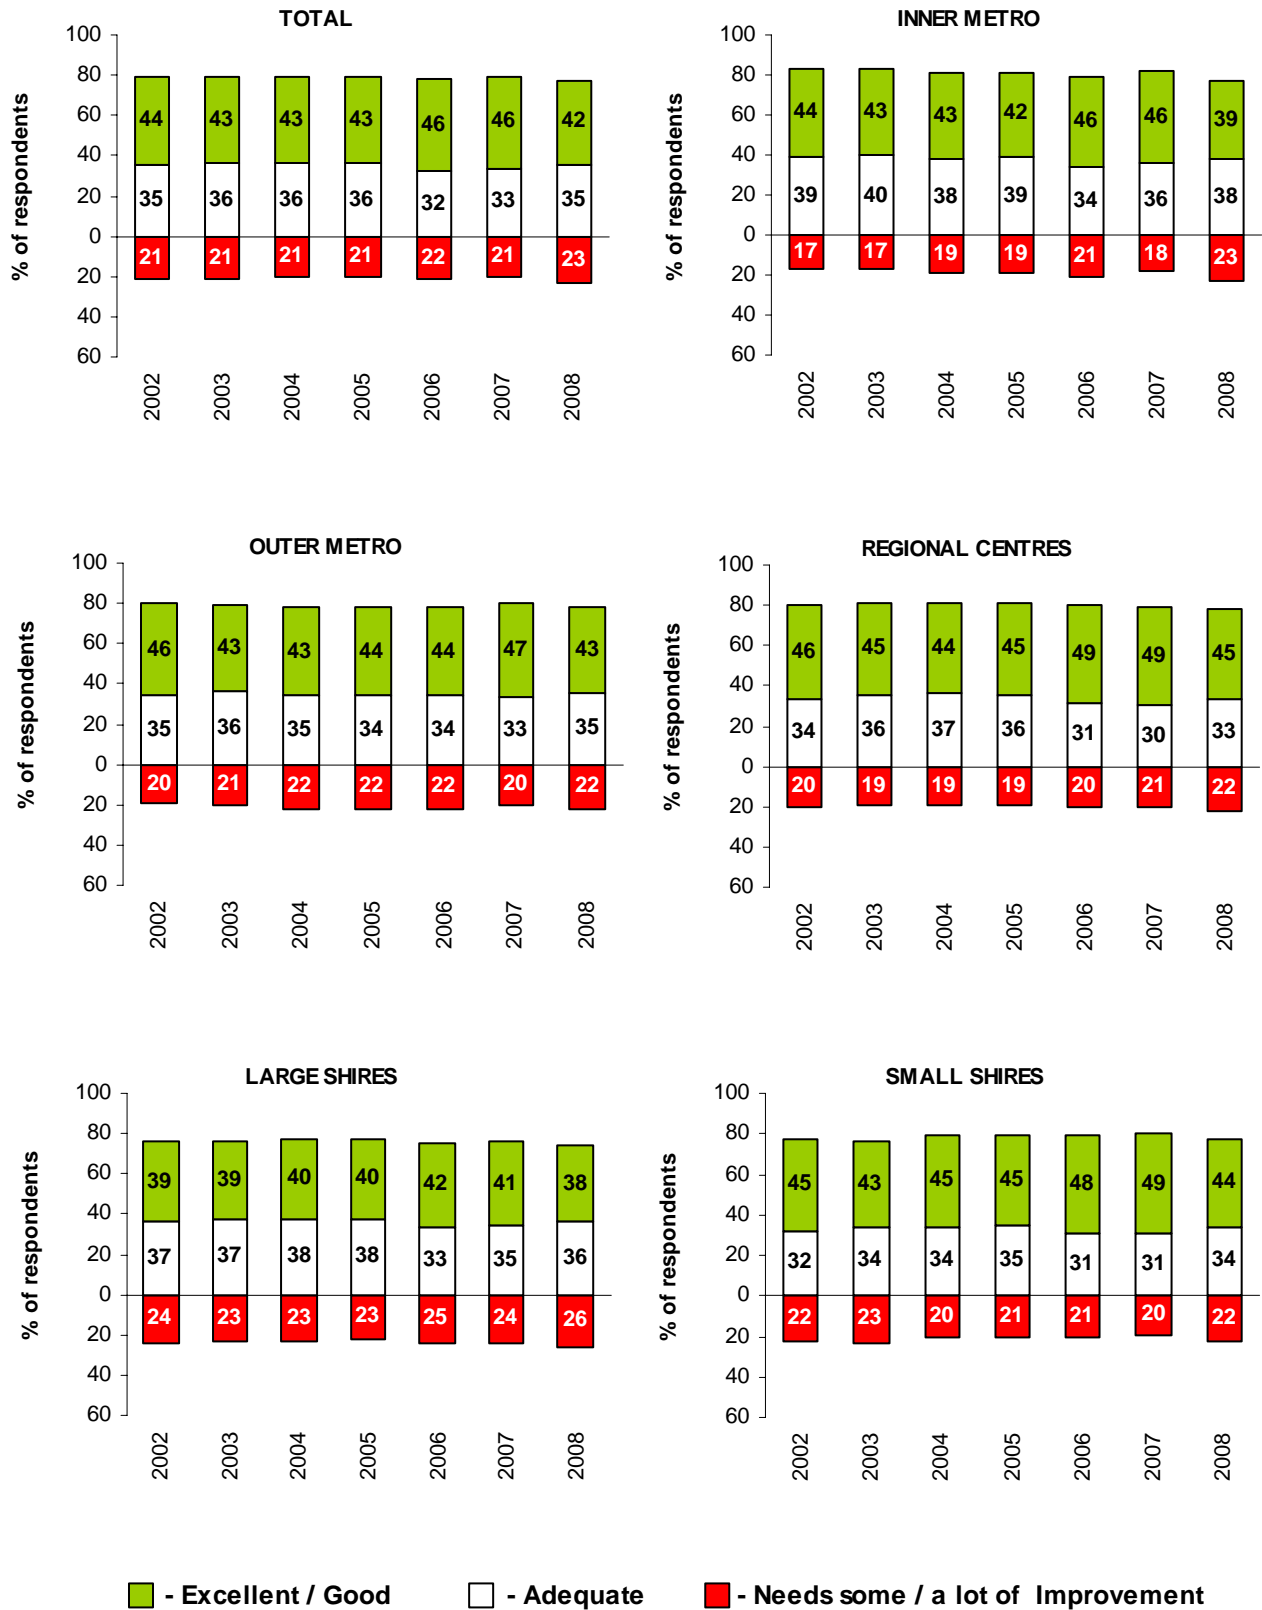 TOTAL
% of respondents
100
80
60
40
20
0
20
40
60
44 43 43 43 46 46 42
35 36 36 36 32 33 35
21 21 21 21 22 21 23
2002 2003 2004 2005 2006 2007 2008
INNER METRO
% of respondents
100
80
60
40
20
0
20
40
60
44 43 43 42 46 46 39
39 40 38 39 34 36 38
17 17 19 19 21 18 23
2002 2003 2004 2005 2006 2007 2008
OUTER METRO
% of respondents
100
80
60
40
20
0
20
40
60
46 43 43 44 44 47 43
35 36 35 34 34 33 35
20 21 22 22 22 20 22
2002 2003 2004 2005 2006 2007 2008
REGIONAL CENTRES
% of respondents
100
80
60
40
20
0
20
40
60
46 45 44 45 49 49 45
34 36 37 36 31 30 33
20 19 19 19 20 21 22
2002 2003 2004 2005 2006 2007 2008
LARGE SHIRES
% of respondents
100
80
60
40
20
0
20
40
60
39 39 40 40 42 41 38
37 37 38 38 33 35 36
24 23 23 23 25 24 26
2002 2003 2004 2005 2006 2007 2008
SMALL SHIRES
% of respondents
100
80
60
40
20
0
20
40
60
45 43 45 45 48 49 44
32 34 34 35 31 31 34
22 23 20 21 21 20 22
2002 2003 2004 2005 2006 2007 2008
- Excellent / Good - Adequate - Needs some / a lot of Improvement